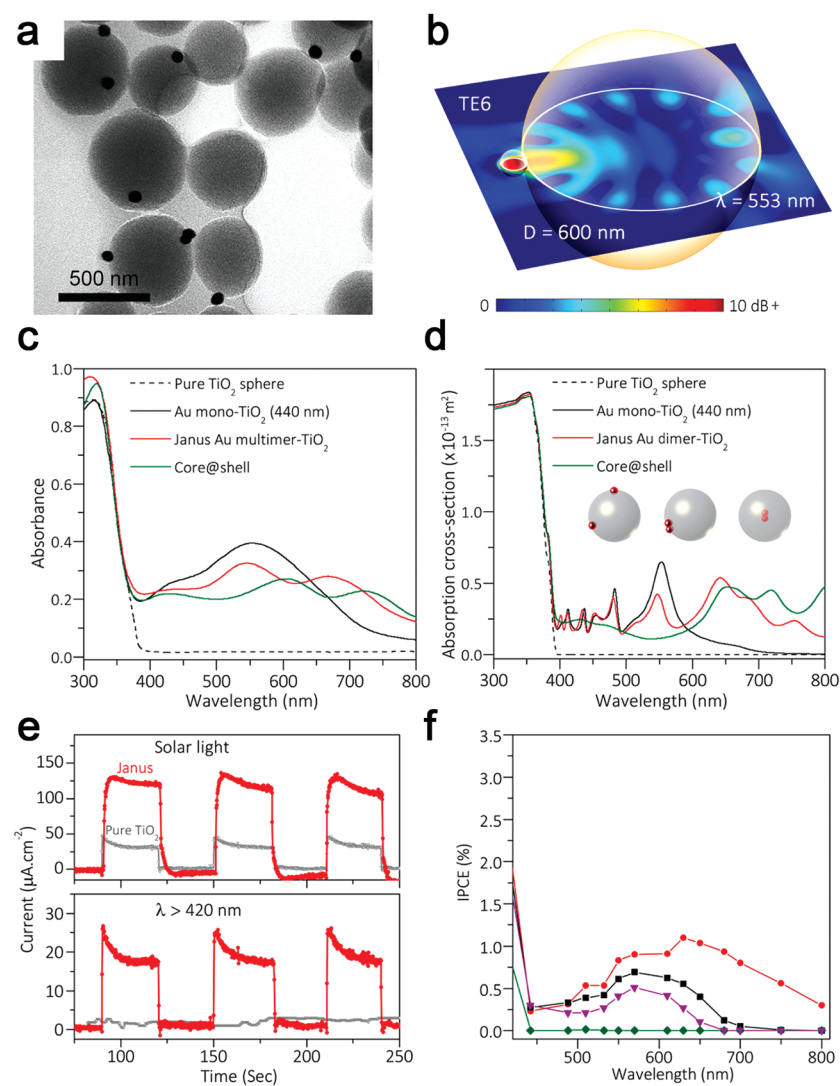 a
500 nm
b
TE6
λ = 553 nm
D = 600 nm
0
10 dB+
c
Pure TiO₂ sphere
Au mono-TiO₂ (440 nm)
Janus Au multimer-TiO₂
Core@shell
Absorbance
1.0
0.8
0.6
0.4
0.2
0.0
300 400 500 600 700 800
Wavelength (nm)
d
Pure TiO₂ sphere
Au mono-TiO₂ (440 nm)
Janus Au dimer-TiO₂
Core@shell
Absorption cross-section (x10⁻¹³ m²)
1.5
1.0
0.5
0.0
300 400 500 600 700 800
Wavelength (nm)
e
Solar light
Janus
Pure TiO₂
150
125
100
75
50
25
0
λ > 420 nm
30
20
10
0
Current (μA.cm⁻²)
100 150 200 250
Time (Sec)
f
3.5
3.0
2.5
2.0
1.5
1.0
0.5
0.0
IPCE (%)
500 600 700 800
Wavelength (nm)